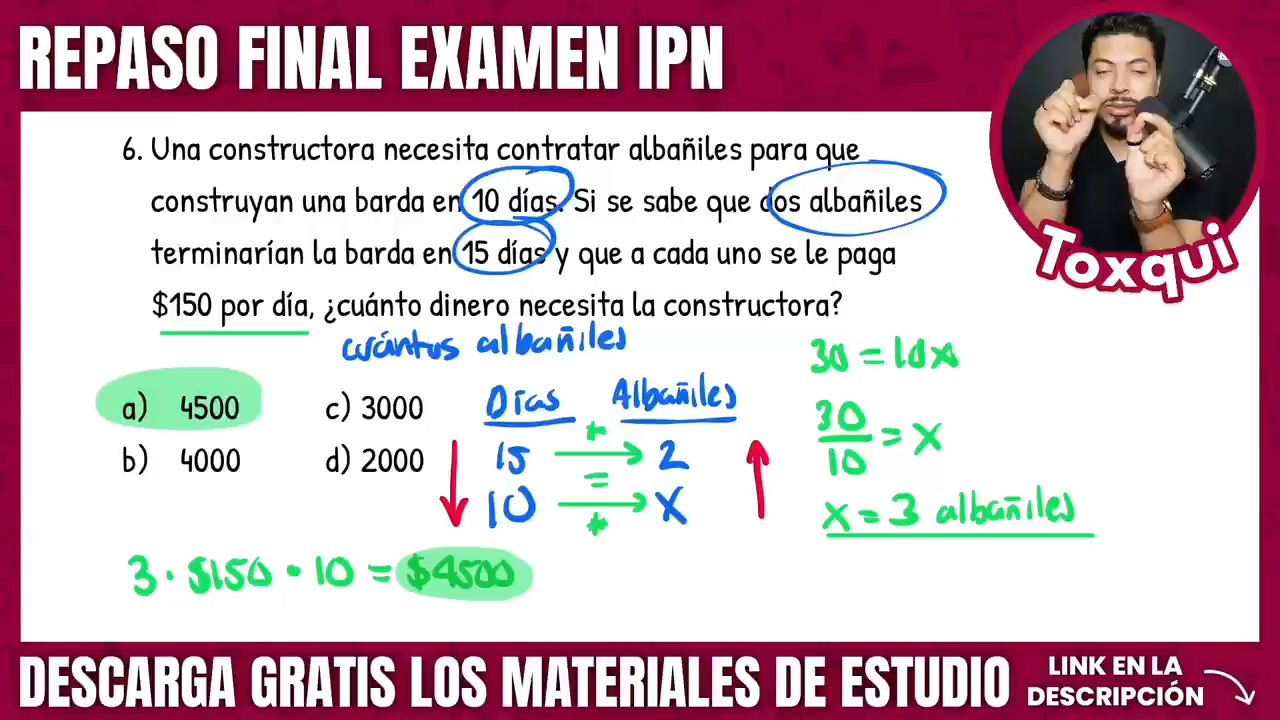 REPASO FINAL EXAMEN IPN
6. Una constructora necesita contratar albañiles para que
construyan una barda en 10 días. Si se sabe que dos albañiles
terminarían la barda en 15 días y que a cada uno se le paga
$150 por día, ¿cuánto dinero necesita la constructora?
Toxqui
cuántos albañiles
a) 4500
c) 3000
b) 4000
d) 2000
Días Albañiles
15 * 2
=
10 * X
30 = 10x
30/10 = X
x = 3 albañiles
3 · $150 · 10 = $4500
DESCARGA GRATIS LOS MATERIALES DE ESTUDIO
LINK EN LA
DESCRIPCIÓN